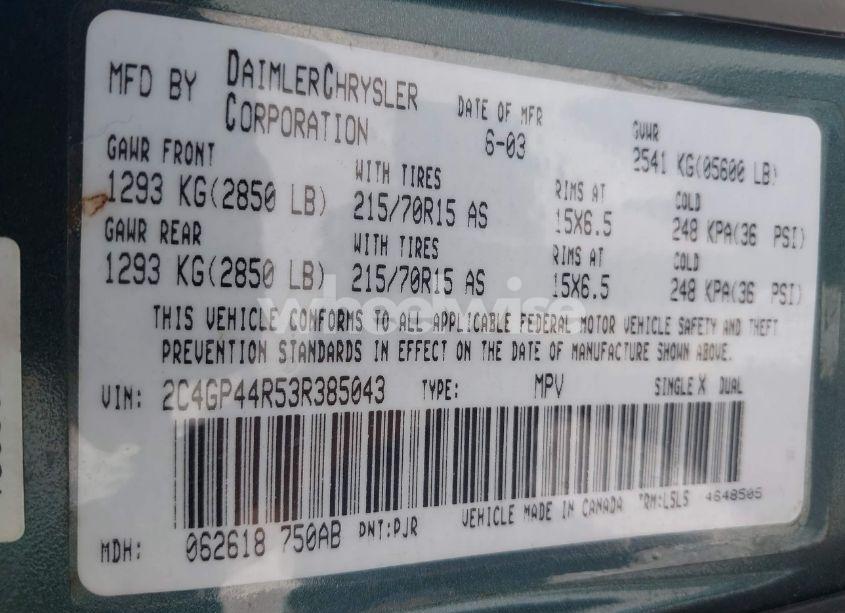 MFD BY DAIMLERCHRYSLER CORPORATION
DATE OF MFR 6-03
GVWR 2541 KG(05600 LB)
GAWR FRONT WITH TIRES RIMS AT COLD
1293 KG(2850 LB) 215/70R15 AS 15X6.5 248 KPA(36 PSI)
GAWR REAR WITH TIRES RIMS AT COLD
1293 KG(2850 LB) 215/70R15 AS 15X6.5 248 KPA(36 PSI)
wheelwise
THIS VEHICLE CONFORMS TO ALL APPLICABLE FEDERAL MOTOR VEHICLE SAFETY AND THEFT
PREVENTION STANDARDS IN EFFECT ON THE DATE OF MANUFACTURE SHOWN ABOVE.
VIN: 2C4GP44R53R385043 TYPE: MPV SINGLE X DUAL
MDH: 062618 750AB PNT:PJR VEHICLE MADE IN CANADA TRM:L5L5 4648505